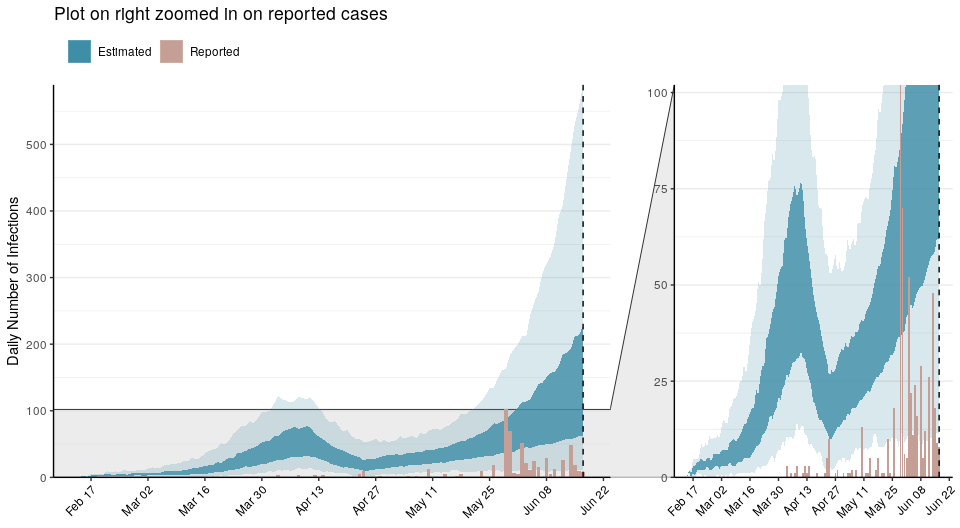 Plot on right zoomed in on reported cases
Estimated Reported
Daily Number of Infections
500
400
300
200
100
0
Feb 17 Mar 02 Mar 16 Mar 30 Apr 13 Apr 27 May 11 May 25 Jun 08 Jun 22
100
75
50
25
0
Feb 17 Mar 02 Mar 16 Mar 30 Apr 13 Apr 27 May 11 May 25 Jun 08 Jun 22